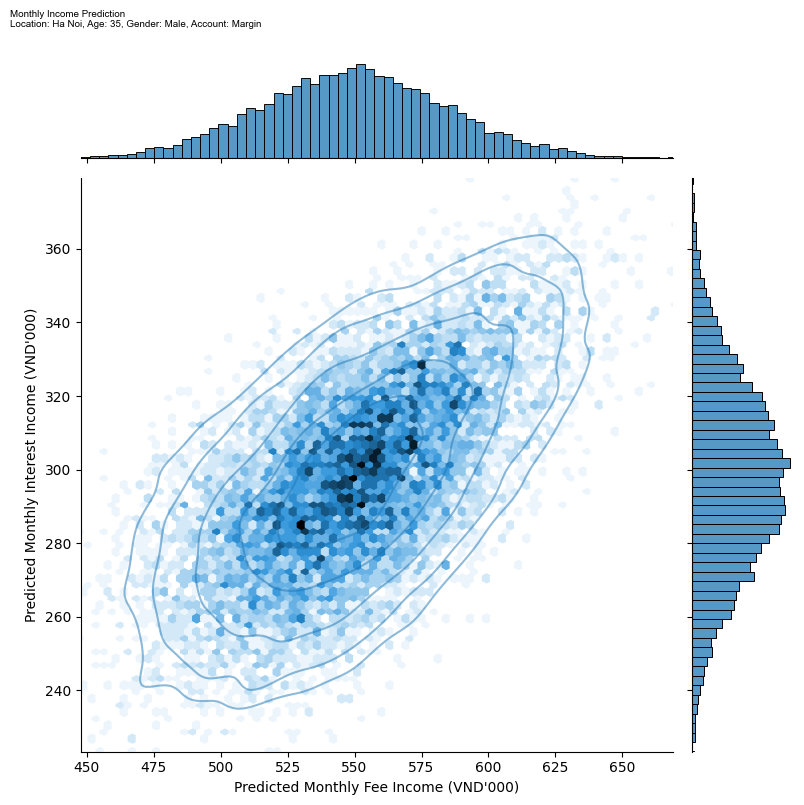 Monthly Income Prediction
Location: Ha Noi, Age: 35, Gender: Male, Account: Margin
360
340
320
300
280
260
240
Predicted Monthly Interest Income (VND'000)
450 475 500 525 550 575 600 625 650
Predicted Monthly Fee Income (VND'000)